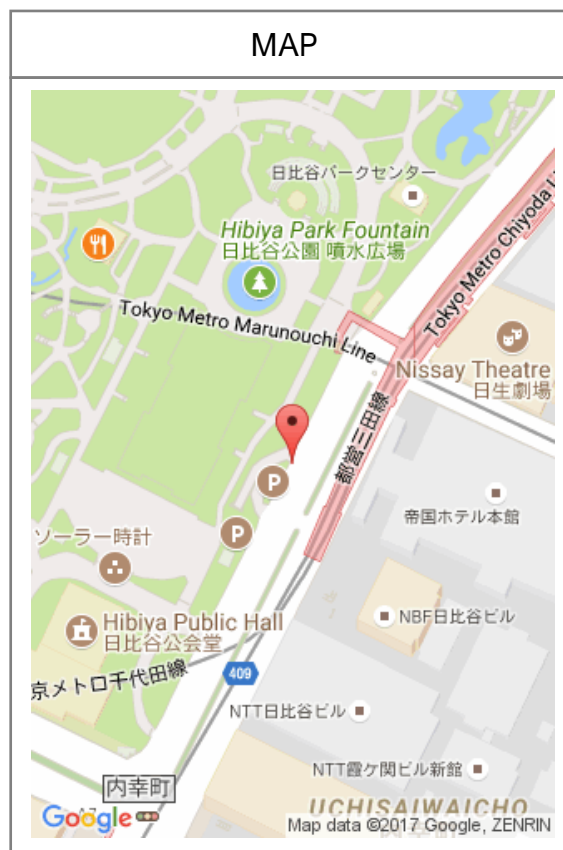 MAP
日比谷パークセンター
Hibiya Park Fountain
日比谷公園 噴水広場
Tokyo Metro Chiyoda Li
Tokyo Metro Marunouchi Line
Nissay Theatre
日生劇場
都営三田線
P
帝国ホテル本館
P
ソーラー時計
Hibiya Public Hall
日比谷公会堂
NBF日比谷ビル
京メトロ千代田線
409
NTT日比谷ビル
NTT霞ケ関ビル新館
内幸町
UCHISAIWAICHO
内幸町
Google
Map data ©2017 Google, ZENRIN